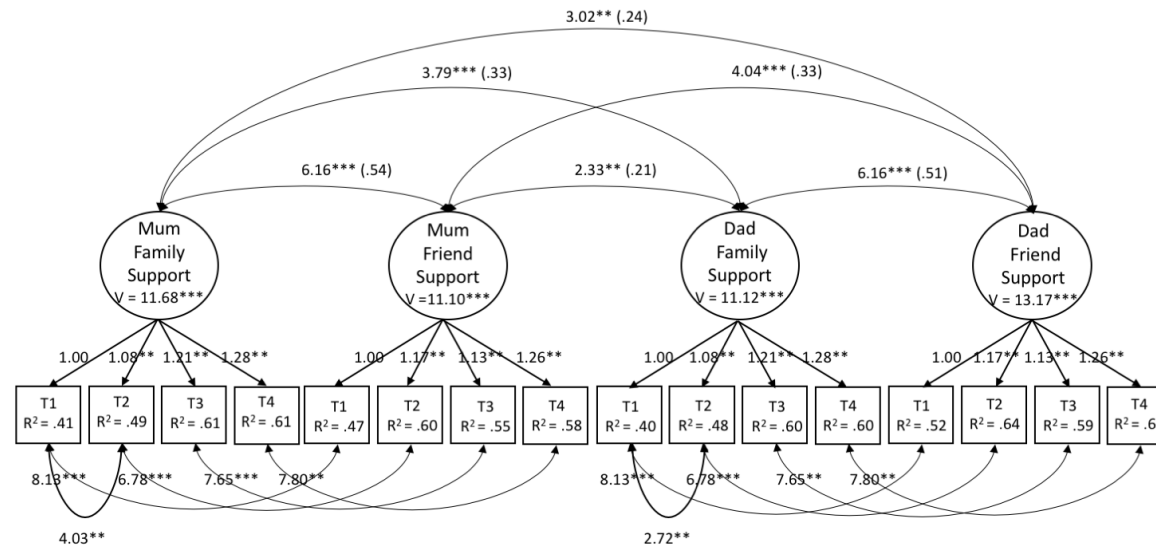 3.02** (.24)
3.79*** (.33)
4.04*** (.33)
6.16*** (.54)
2.33** (.21)
6.16*** (.51)
Mum
Family
Support
V = 11.68***
Mum
Friend
Support
V =11.10***
Dad
Family
Support
V = 11.12***
Dad
Friend
Support
V = 13.17***
1.00 1.08** 1.21** 1.28**
1.00 1.17** 1.13** 1.26**
1.00 1.08** 1.21** 1.28**
1.00 1.17** 1.13** 1.26**
T1
R² = .41
T2
R² = .49
T3
R² = .61
T4
R² = .61
T1
R² = .47
T2
R² = .60
T3
R² = .55
T4
R² = .58
T1
R² = .40
T2
R² = .48
T3
R² = .60
T4
R² = .60
T1
R² = .52
T2
R² = .64
T3
R² = .59
T4
R² = .6
8.13*** 6.78*** 7.65*** 7.80**
8.13*** 6.78*** 7.65** 7.80**
4.03**
2.72**